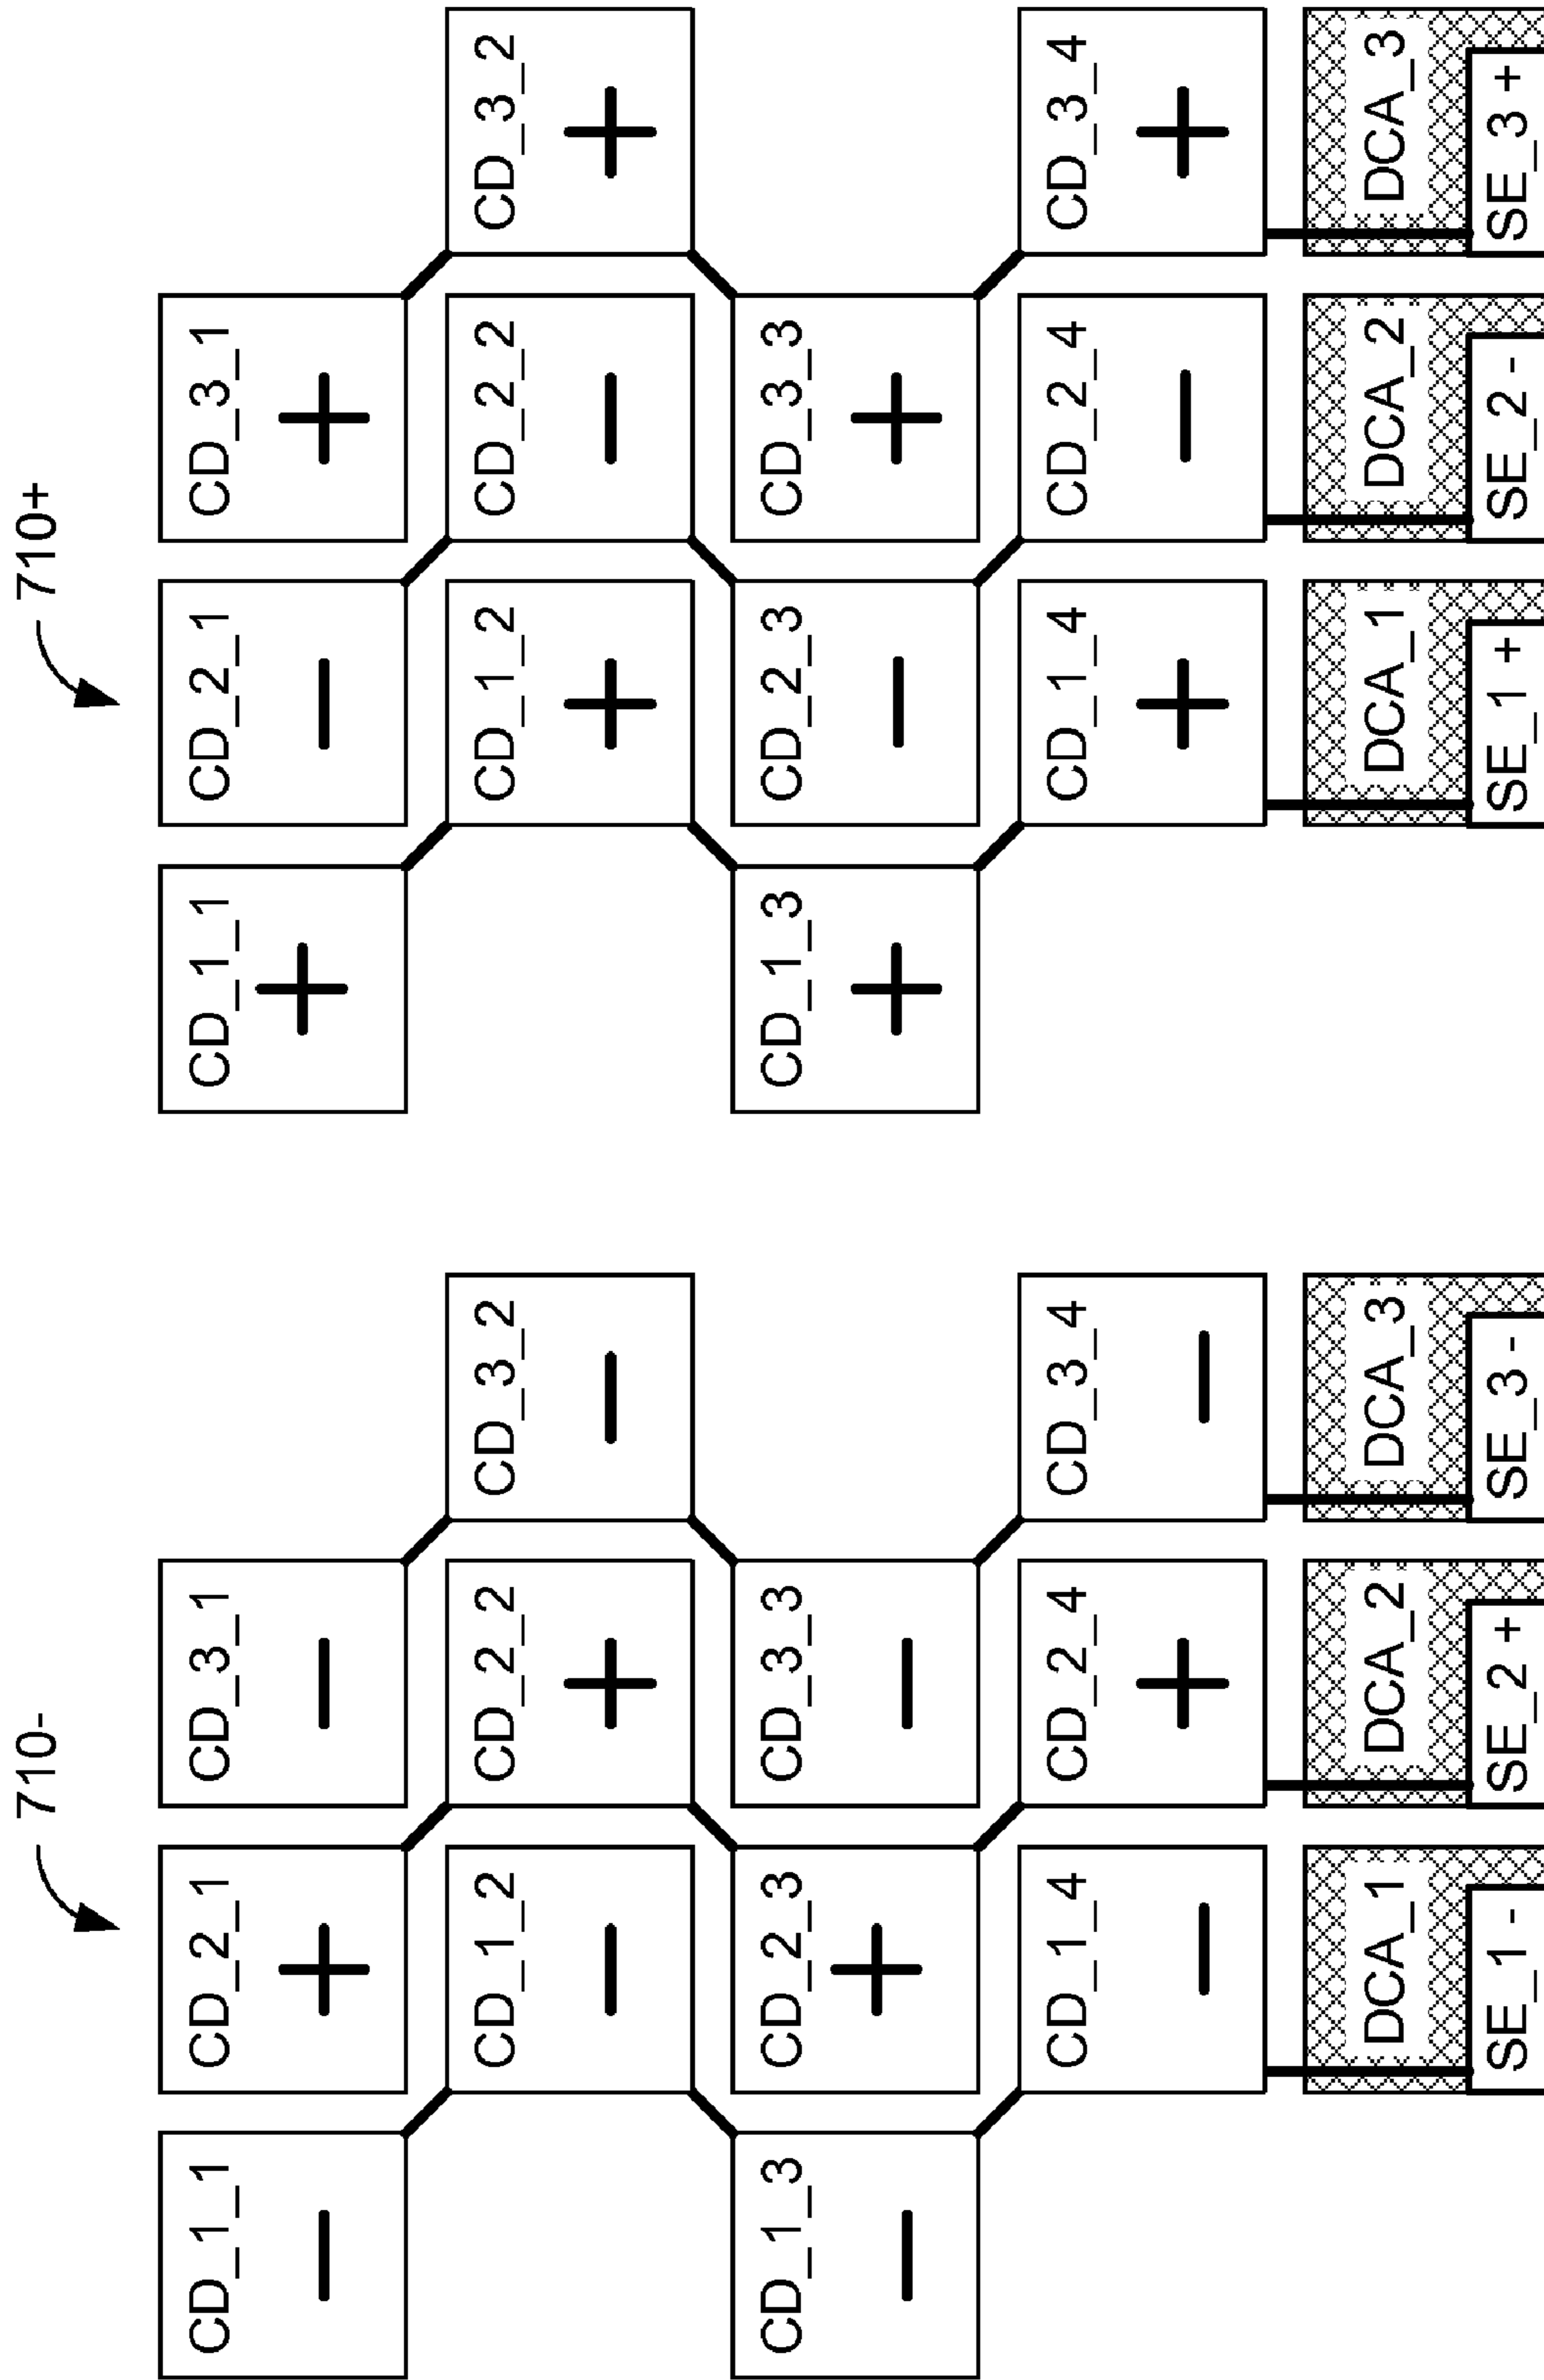 710- 710+
CD_1_1 CD_2_1 CD_3_1 CD_1_1 CD_2_1 CD_3_1
− + − + − +
CD_1_2 CD_2_2 CD_3_2 CD_1_2 CD_2_2 CD_3_2
− + − + − +
CD_1_3 CD_2_3 CD_3_3 CD_1_3 CD_2_3 CD_3_3
− + − + − +
CD_1_4 CD_2_4 CD_3_4 CD_1_4 CD_2_4 CD_3_4
− + − + − +
DCA_1 DCA_2 DCA_3 DCA_1 DCA_2 DCA_3
SE_1 - SE_2 + SE_3 - SE_1 + SE_2 - SE_3 +